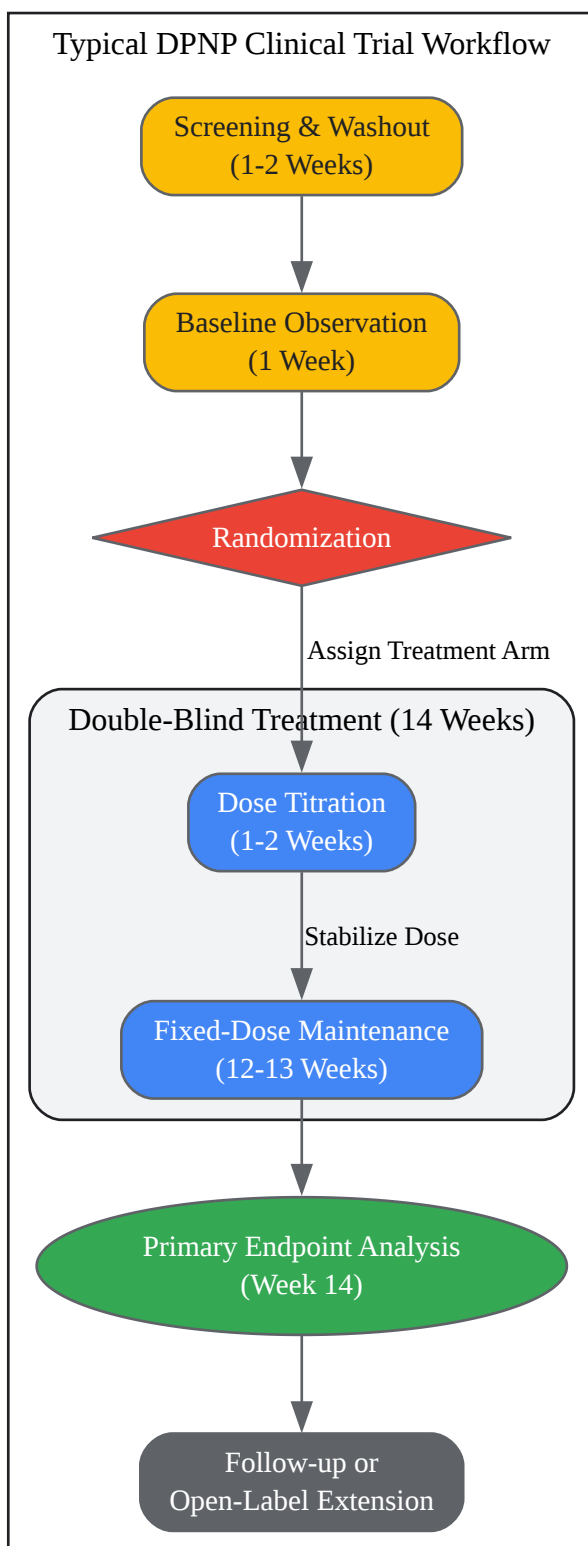 Typical DPNP Clinical Trial Workflow
Screening & Washout
(1-2 Weeks)
Baseline Observation
(1 Week)
Randomization
Assign Treatment Arm
Double-Blind Treatment (14 Weeks)
Dose Titration
(1-2 Weeks)
Stabilize Dose
Fixed-Dose Maintenance
(12-13 Weeks)
Primary Endpoint Analysis
(Week 14)
Follow-up or
Open-Label Extension